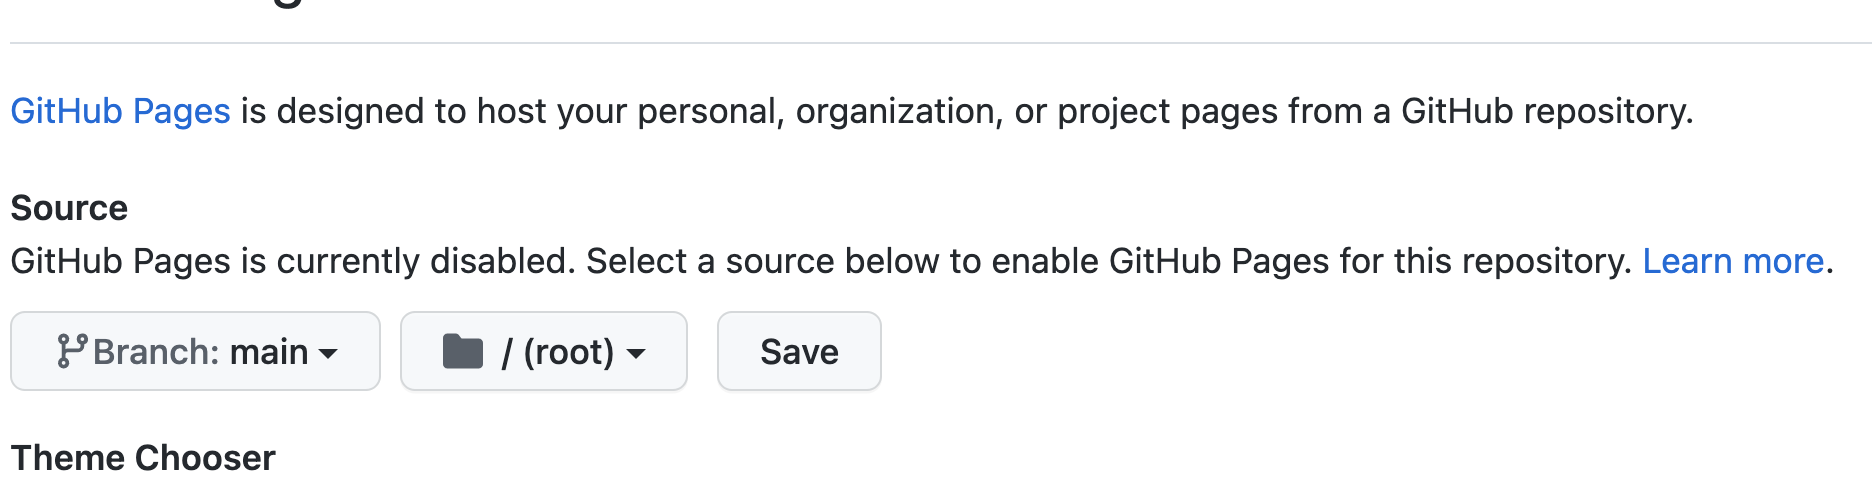 GitHub Pages is designed to host your personal, organization, or project pages from a GitHub repository.
Source
GitHub Pages is currently disabled. Select a source below to enable GitHub Pages for this repository. Learn more.
Branch: main / (root) Save
Theme Chooser